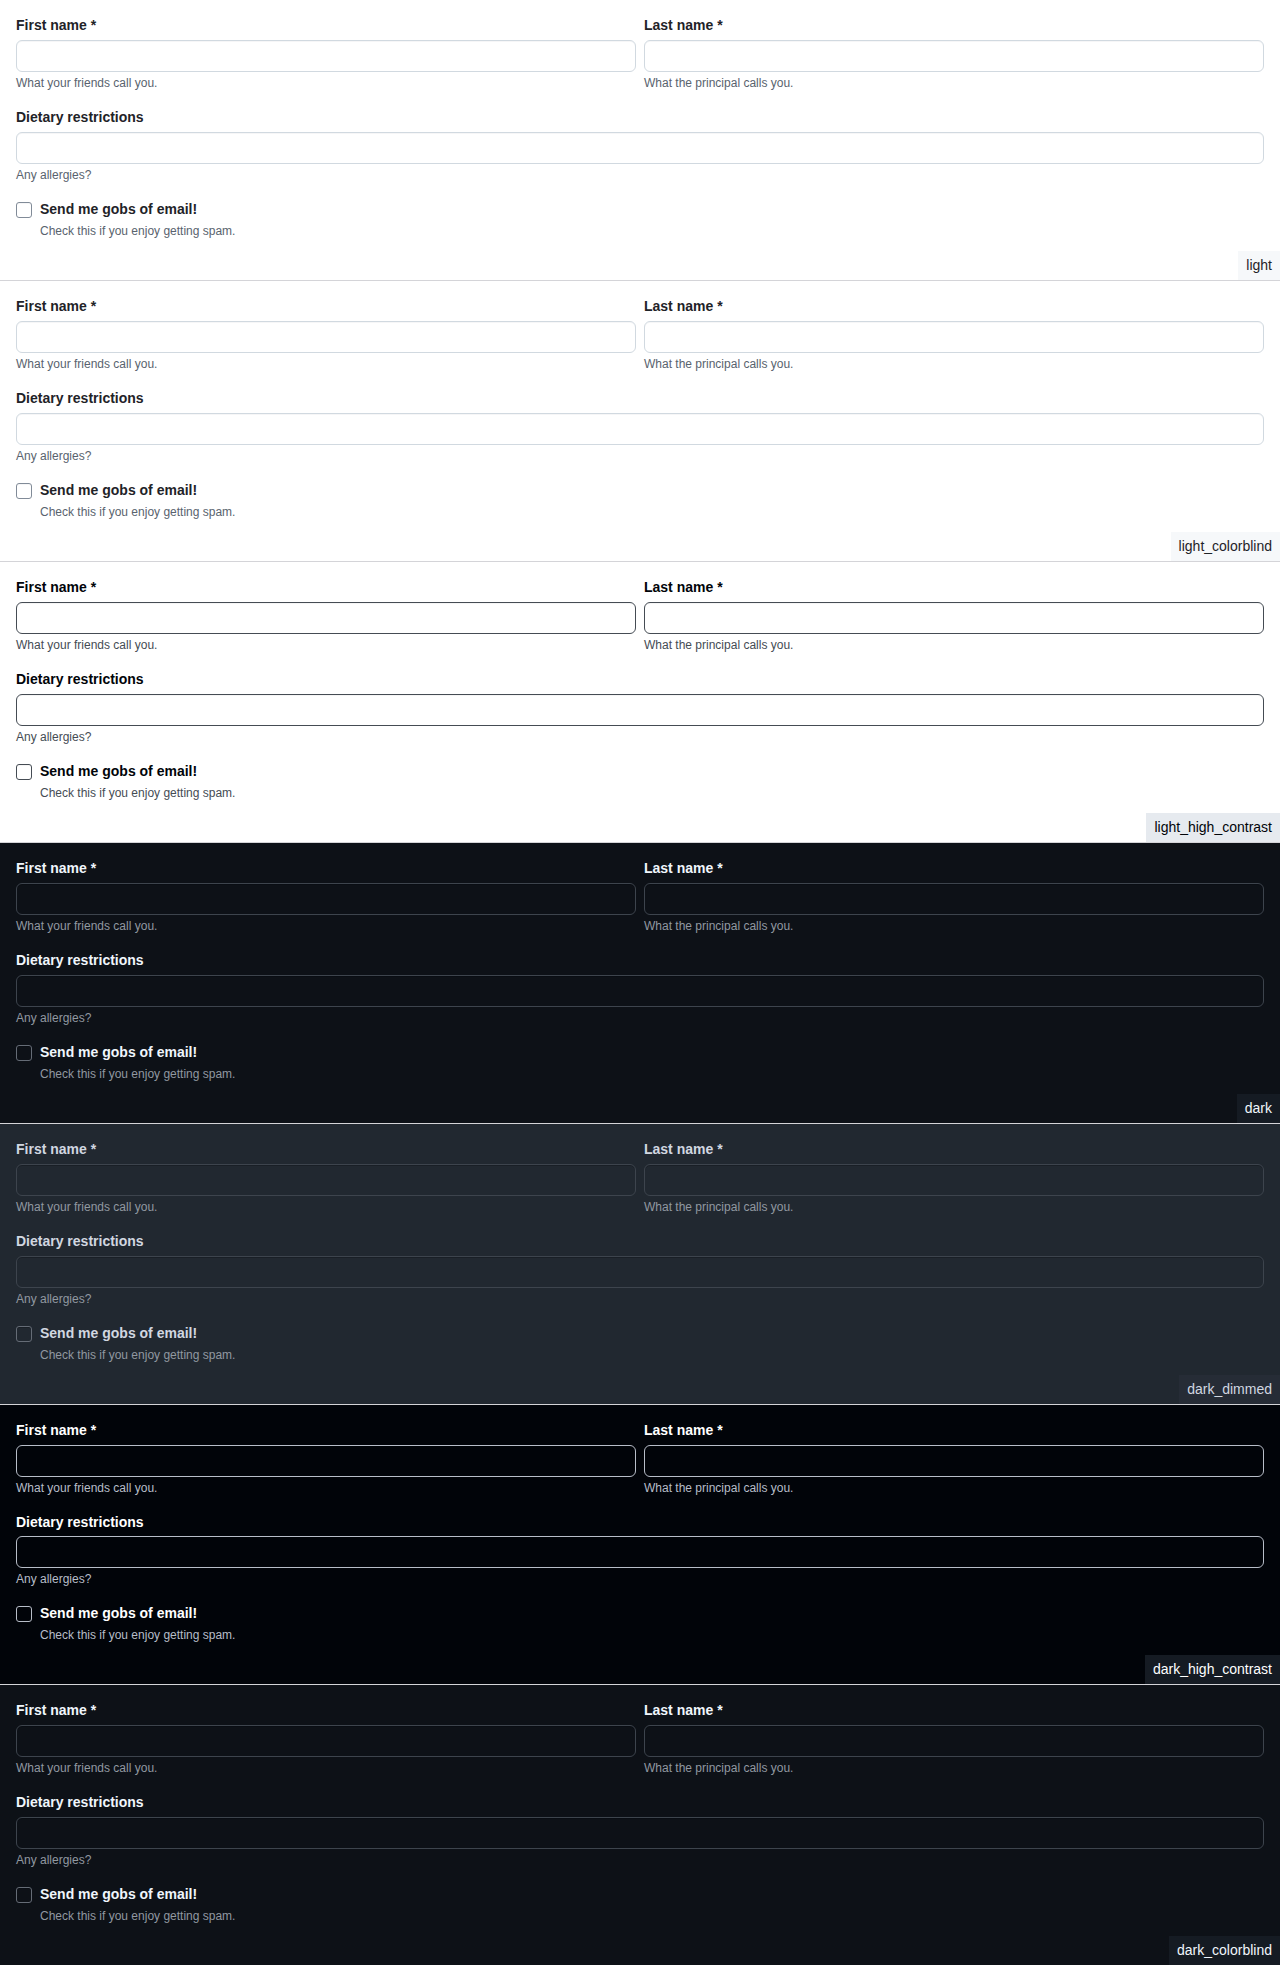 First name *
Last name *
What your friends call you.
What the principal calls you.
Dietary restrictions
Any allergies?
Send me gobs of email!
Check this if you enjoy getting spam.
light
First name *
Last name *
What your friends call you.
What the principal calls you.
Dietary restrictions
Any allergies?
Send me gobs of email!
Check this if you enjoy getting spam.
light_colorblind
First name *
Last name *
What your friends call you.
What the principal calls you.
Dietary restrictions
Any allergies?
Send me gobs of email!
Check this if you enjoy getting spam.
light_high_contrast
First name *
Last name *
What your friends call you.
What the principal calls you.
Dietary restrictions
Any allergies?
Send me gobs of email!
Check this if you enjoy getting spam.
dark
First name *
Last name *
What your friends call you.
What the principal calls you.
Dietary restrictions
Any allergies?
Send me gobs of email!
Check this if you enjoy getting spam.
dark_dimmed
First name *
Last name *
What your friends call you.
What the principal calls you.
Dietary restrictions
Any allergies?
Send me gobs of email!
Check this if you enjoy getting spam.
dark_high_contrast
First name *
Last name *
What your friends call you.
What the principal calls you.
Dietary restrictions
Any allergies?
Send me gobs of email!
Check this if you enjoy getting spam.
dark_colorblind